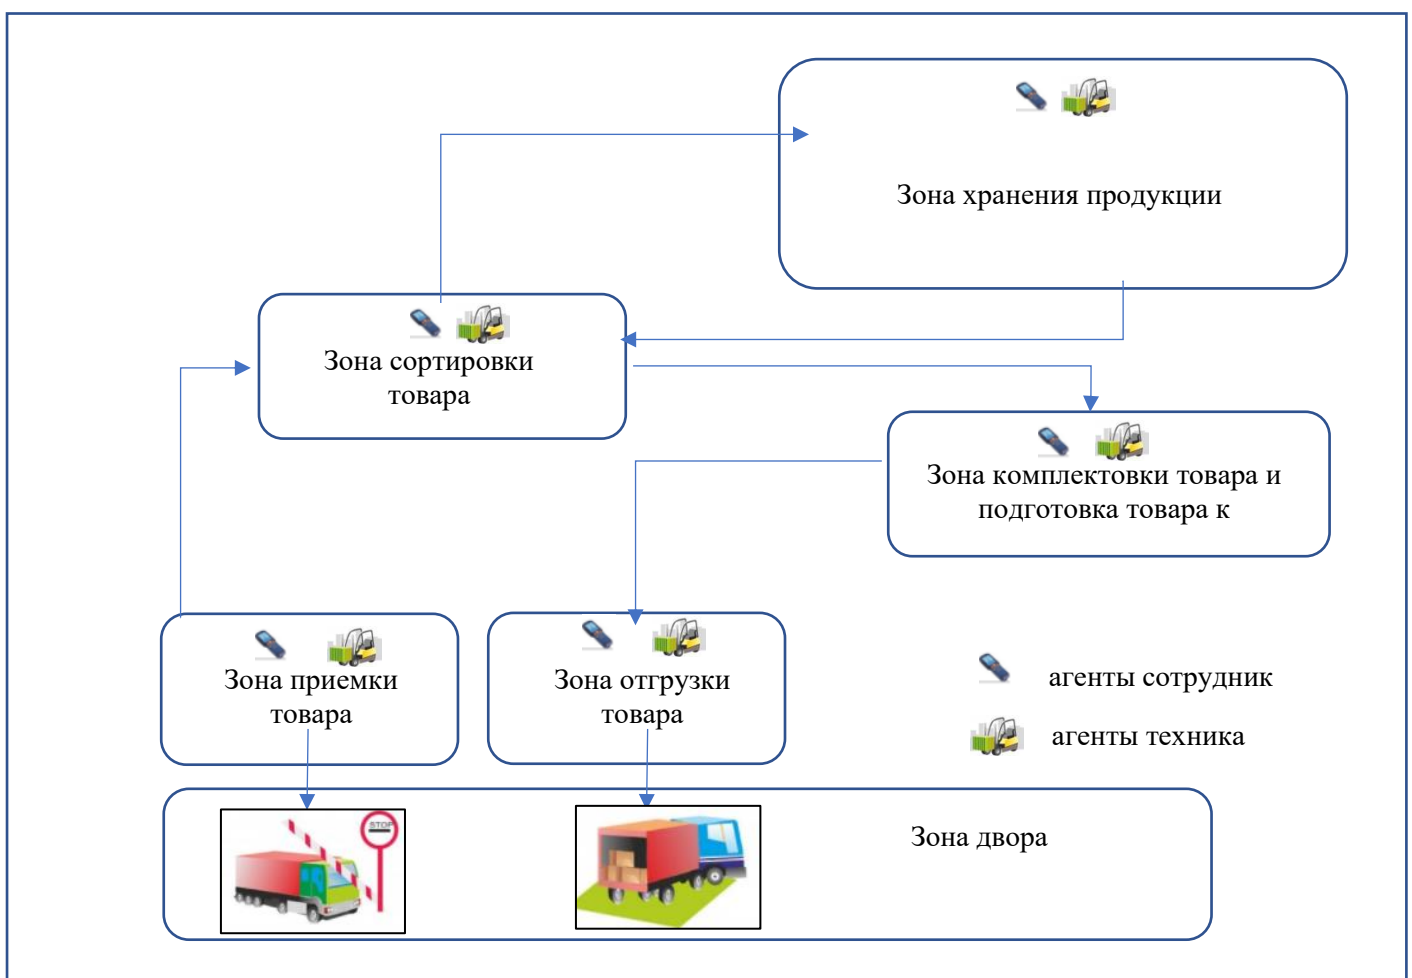 Зона хранения продукции
Зона сортировки
товара
Зона комплектовки товара и
подготовка товара к
Зона приемки
товара
Зона отгрузки
товара
агенты сотрудник
агенты техника
Зона двора
STOP